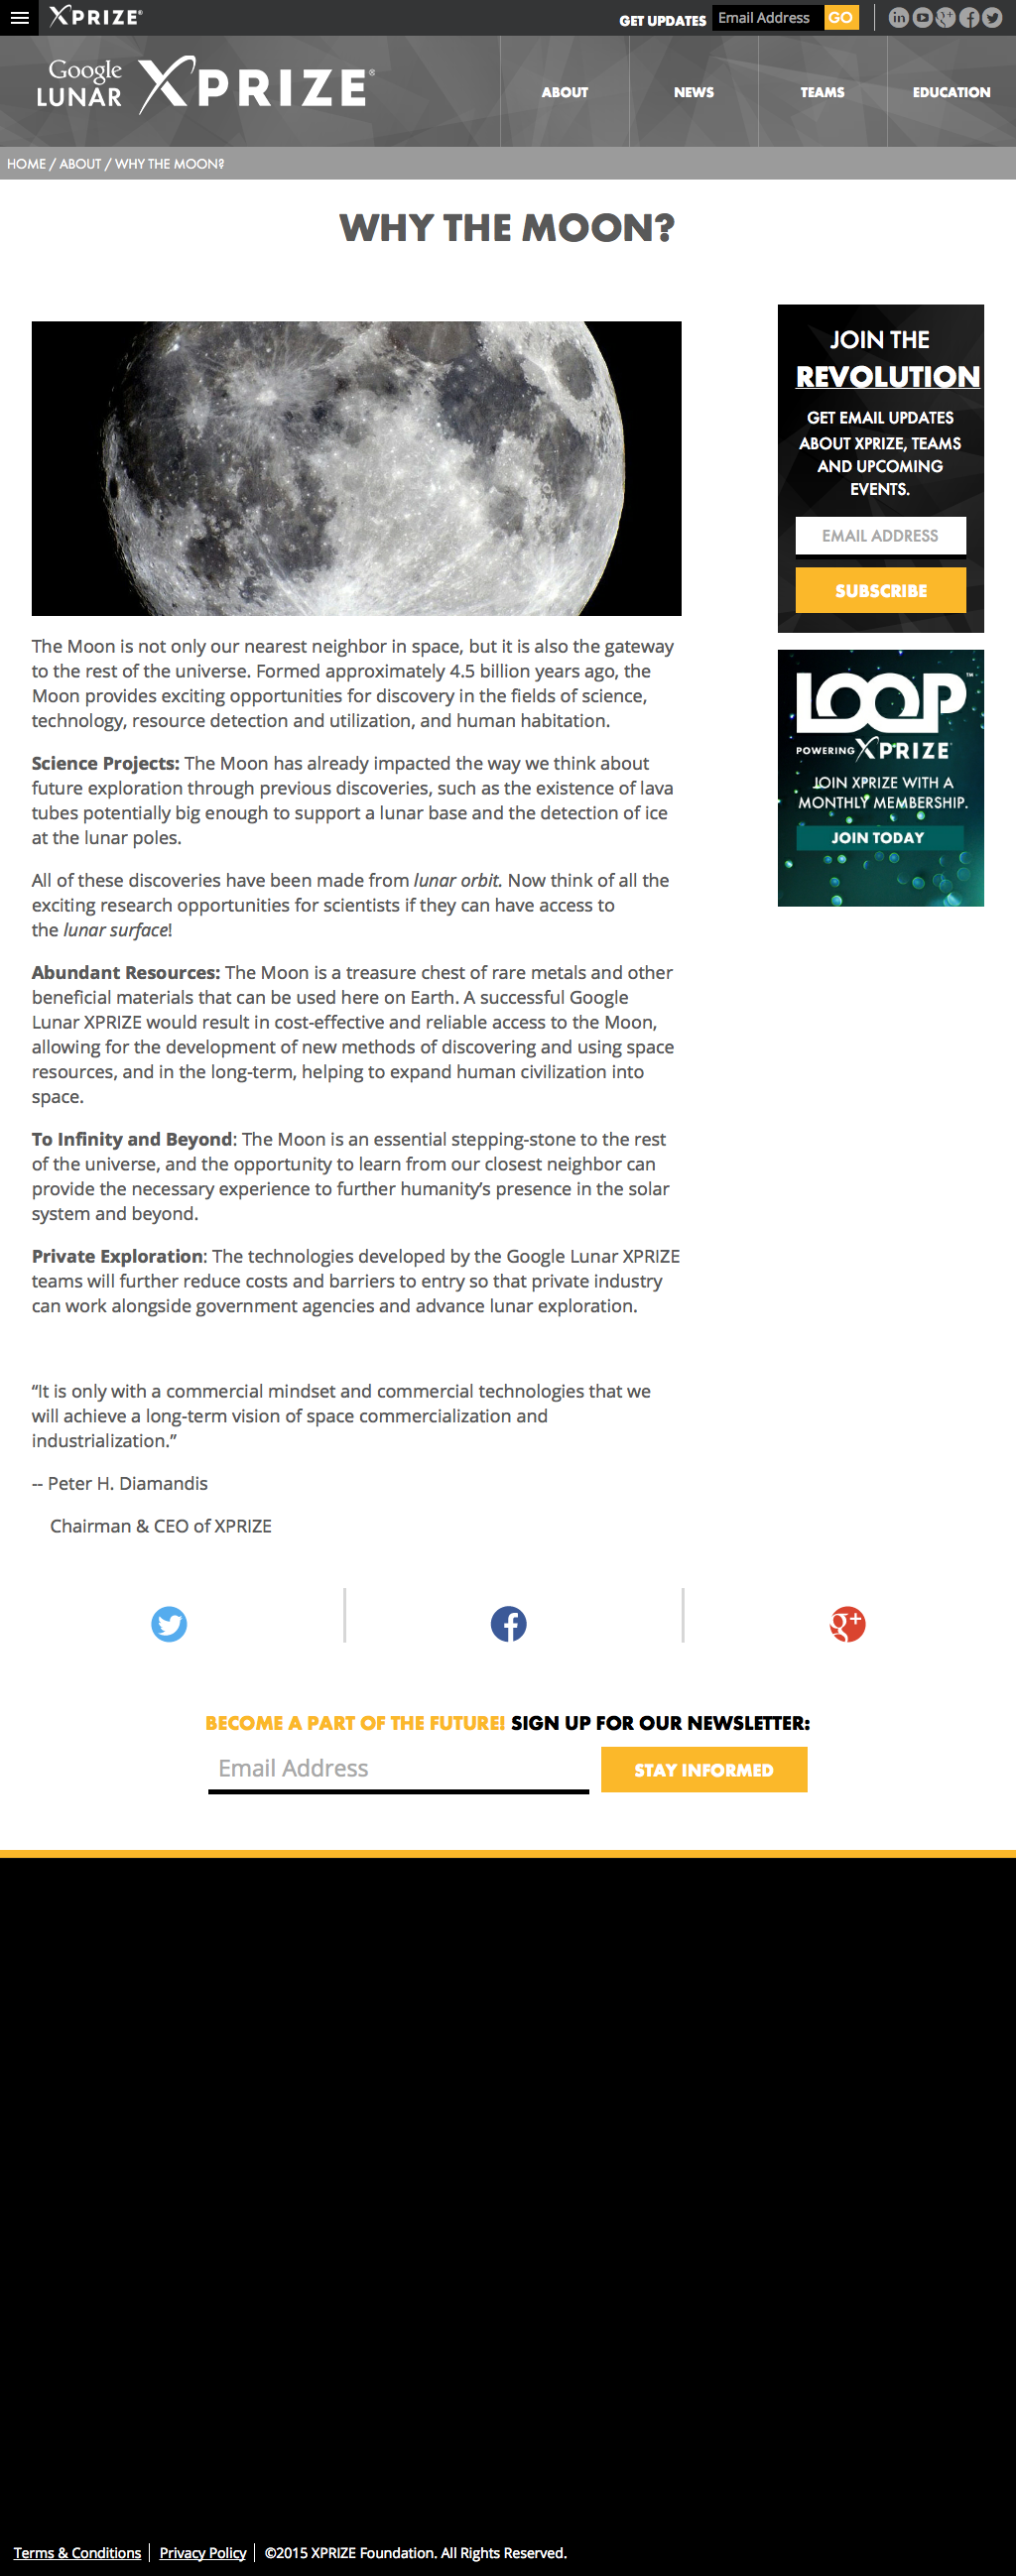 XPRIZE®
GET UPDATES Email Address GO
Google
LUNAR XPRIZE®
ABOUT NEWS TEAMS EDUCATION
HOME / ABOUT / WHY THE MOON?
WHY THE MOON?
The Moon is not only our nearest neighbor in space, but it is also the gateway
to the rest of the universe. Formed approximately 4.5 billion years ago, the
Moon provides exciting opportunities for discovery in the fields of science,
technology, resource detection and utilization, and human habitation.
Science Projects: The Moon has already impacted the way we think about
future exploration through previous discoveries, such as the existence of lava
tubes potentially big enough to support a lunar base and the detection of ice
at the lunar poles.
All of these discoveries have been made from lunar orbit. Now think of all the
exciting research opportunities for scientists if they can have access to
the lunar surface!
Abundant Resources: The Moon is a treasure chest of rare metals and other
beneficial materials that can be used here on Earth. A successful Google
Lunar XPRIZE would result in cost-effective and reliable access to the Moon,
allowing for the development of new methods of discovering and using space
resources, and in the long-term, helping to expand human civilization into
space.
To Infinity and Beyond: The Moon is an essential stepping-stone to the rest
of the universe, and the opportunity to learn from our closest neighbor can
provide the necessary experience to further humanity’s presence in the solar
system and beyond.
Private Exploration: The technologies developed by the Google Lunar XPRIZE
teams will further reduce costs and barriers to entry so that private industry
can work alongside government agencies and advance lunar exploration.
“It is only with a commercial mindset and commercial technologies that we
will achieve a long-term vision of space commercialization and
industrialization.”
-- Peter H. Diamandis
Chairman & CEO of XPRIZE
JOIN THE
REVOLUTION
GET EMAIL UPDATES
ABOUT XPRIZE, TEAMS
AND UPCOMING
EVENTS.
EMAIL ADDRESS
SUBSCRIBE
LOOP™
POWERING XPRIZE
JOIN XPRIZE WITH A
MONTHLY MEMBERSHIP.
JOIN TODAY
BECOME A PART OF THE FUTURE! SIGN UP FOR OUR NEWSLETTER:
Email Address STAY INFORMED
Terms & Conditions Privacy Policy ©2015 XPRIZE Foundation. All Rights Reserved.